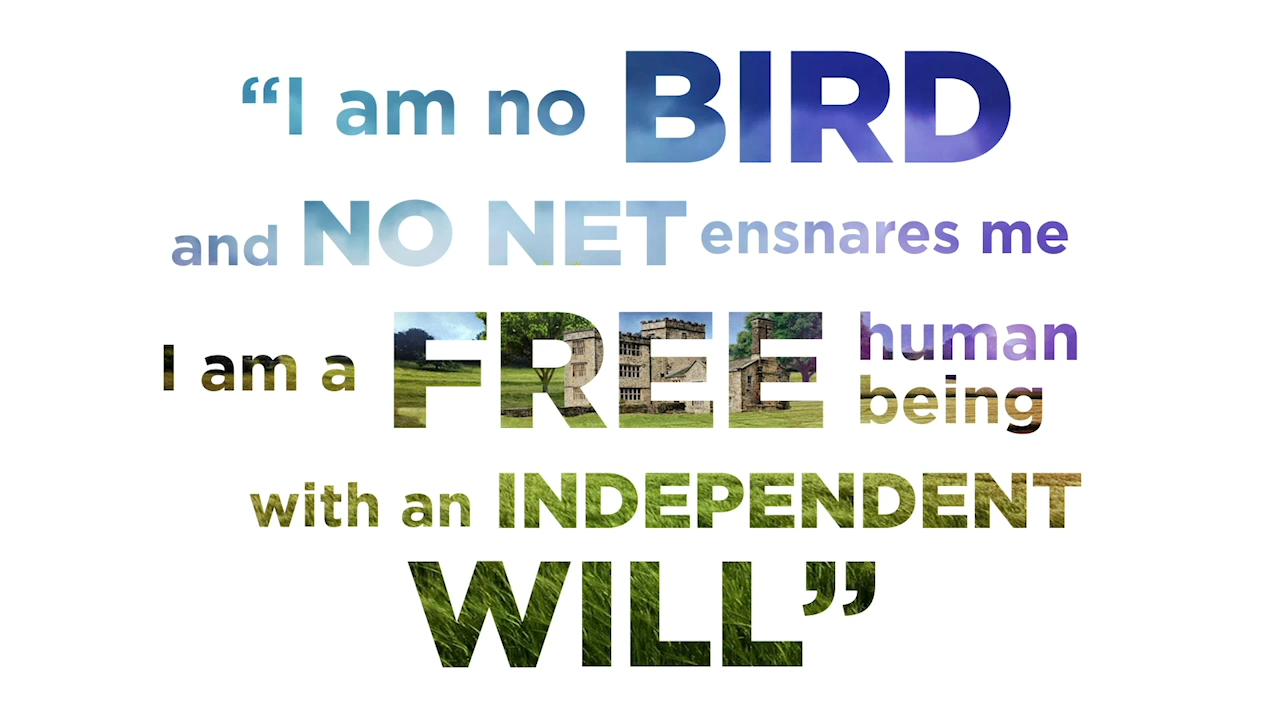 “I am no BIRD
and NO NET ensnares me
I am a FREE human
being
with an INDEPENDENT
WILL”